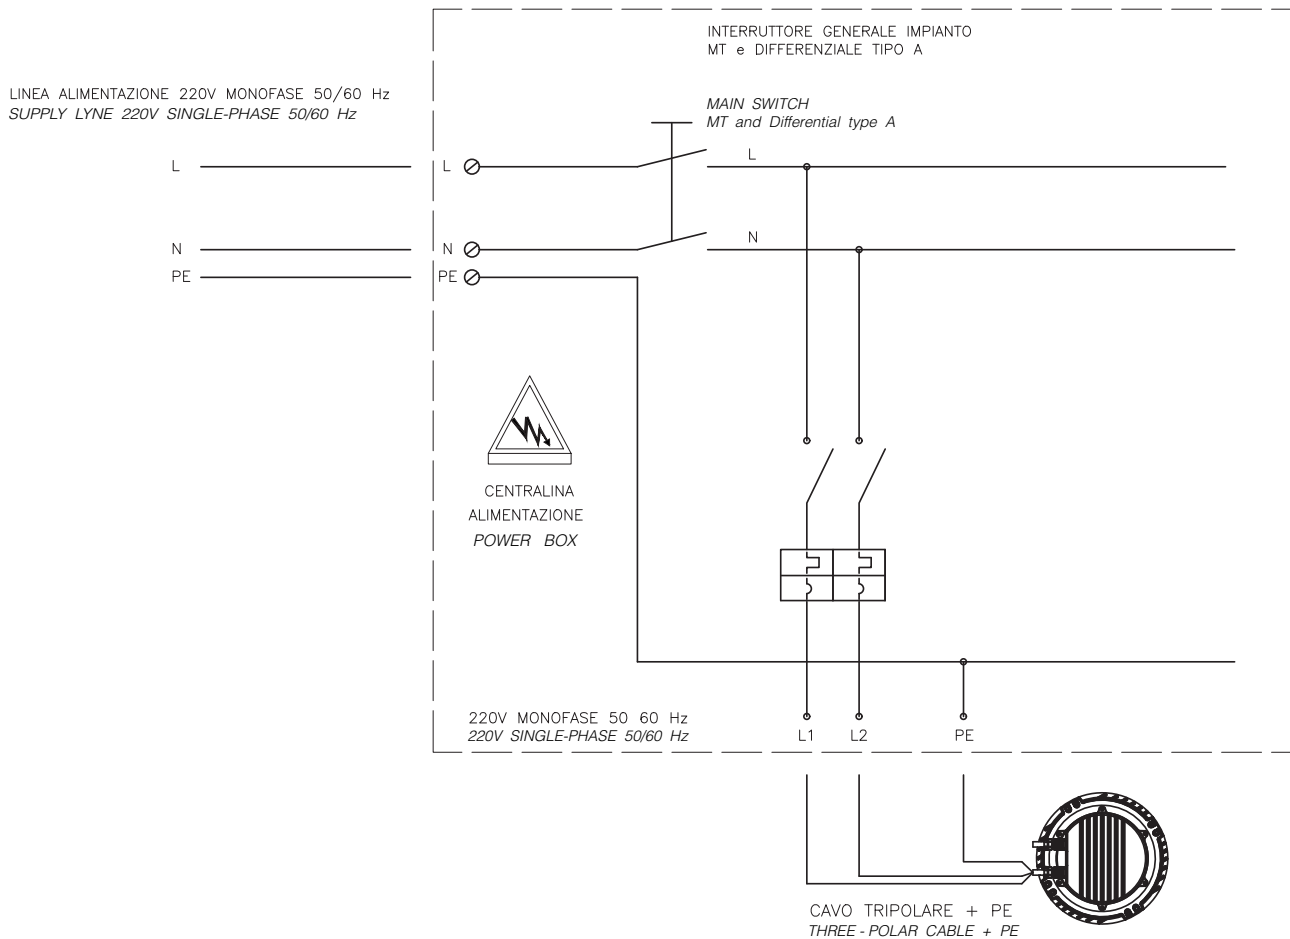 INTERRUTTORE GENERALE IMPIANTO
MT e DIFFERENZIALE TIPO A
LINEA ALIMENTAZIONE 220V MONOFASE 50/60 Hz
SUPPLY LYNE 220V SINGLE-PHASE 50/60 Hz
MAIN SWITCH
MT and Differential type A
L
L
L
N
N
N
PE
PE
CENTRALINA
ALIMENTAZIONE
POWER BOX
220V MONOFASE 50 60 Hz
220V SINGLE-PHASE 50/60 Hz
L1
L2
PE
CAVO TRIPOLARE + PE
THREE - POLAR CABLE + PE